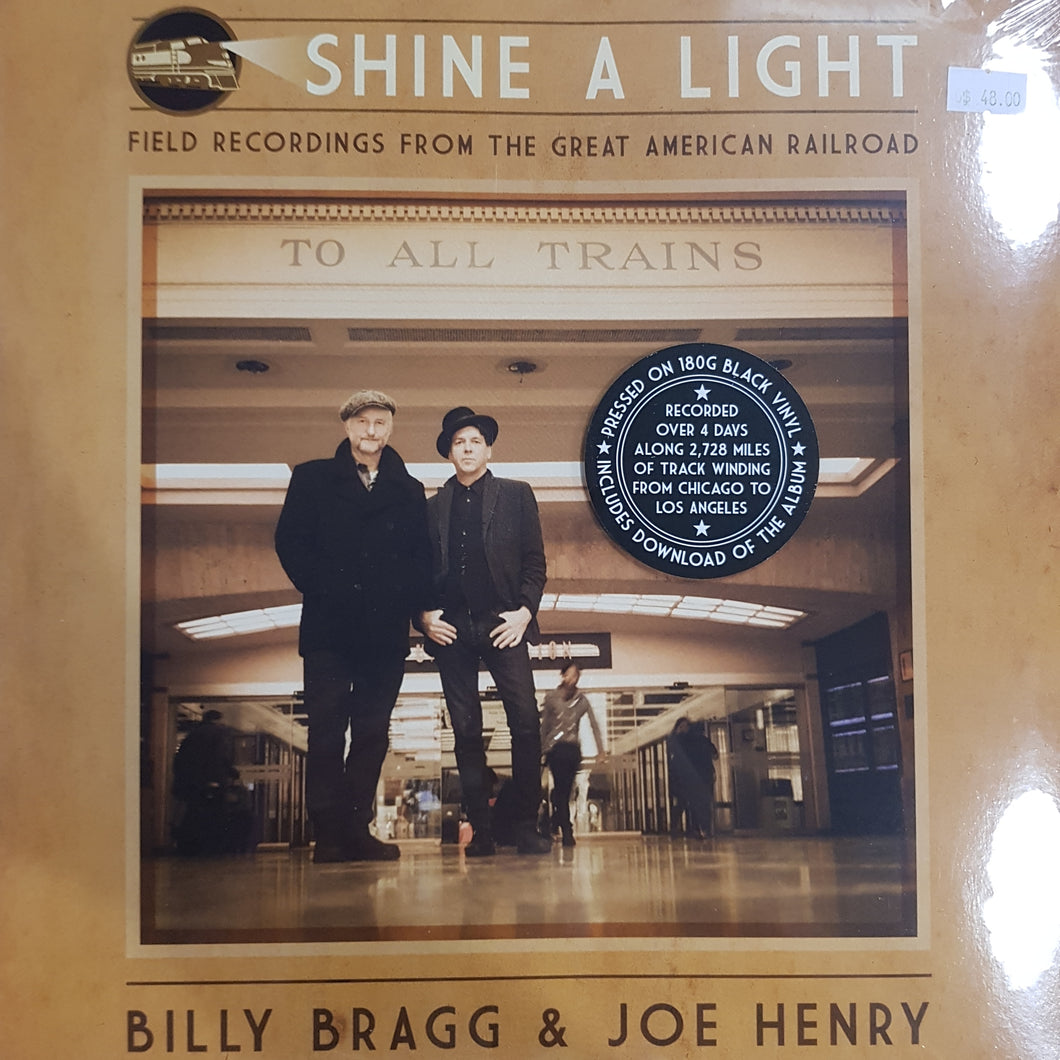 SHINE A LIGHT
$ 48.00
FIELD RECORDINGS FROM THE GREAT AMERICAN RAILROAD
TO ALL TRAINS
PRESSED ON 180G BLACK VINYL
RECORDED
OVER 4 DAYS
ALONG 2,728 MILES
OF TRACK WINDING
FROM CHICAGO TO
LOS ANGELES
INCLUDES DOWNLOAD OF THE ALBUM
BILLY BRAGG & JOE HENRY